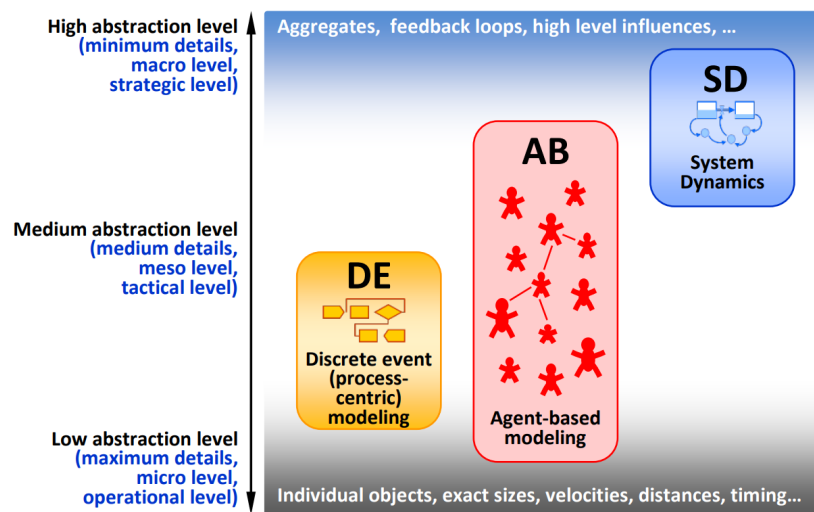 High abstraction level
(minimum details,
macro level,
strategic level)
Aggregates, feedback loops, high level influences, ...
SD
System
Dynamics
AB
Medium abstraction level
(medium details,
meso level,
tactical level)
DE
Discrete event
(process-
centric)
modeling
Agent-based
modeling
Low abstraction level
(maximum details,
micro level,
operational level)
Individual objects, exact sizes, velocities, distances, timing...